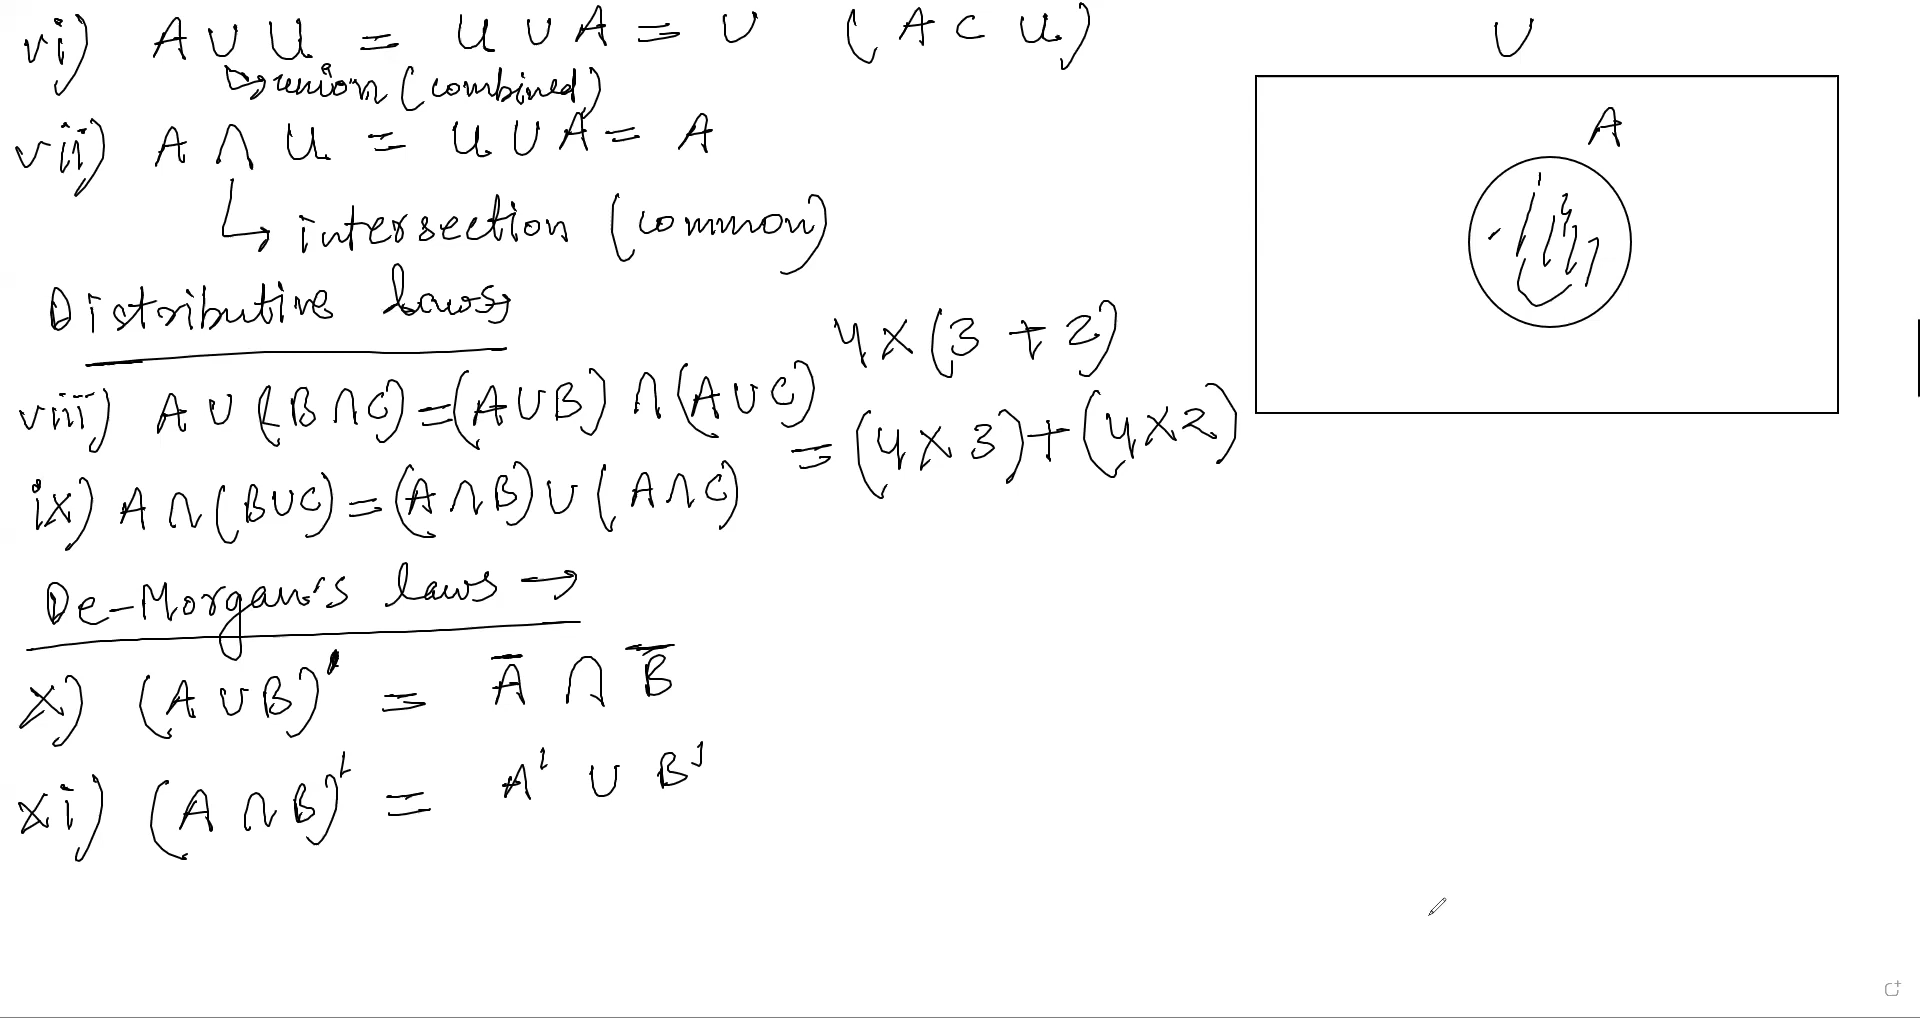 vi) A ∪ U = U ∪ A = U (A ⊂ U)
↳ union (combined)
vii) A ∩ U = U ∪ A = A
↳ intersection (common)
Distributive laws
viii) A ∪ (B ∩ C) = (A ∪ B) ∩ (A ∪ C)
ix) A ∩ (B ∪ C) = (A ∩ B) ∪ (A ∩ C)
4 × (3 + 2)
= (4 × 3) + (4 × 2)
De-Morgan's laws →
x) (A ∪ B)' = A̅ ∩ B̅
xi) (A ∩ B)' = A' ∪ B'
U
A